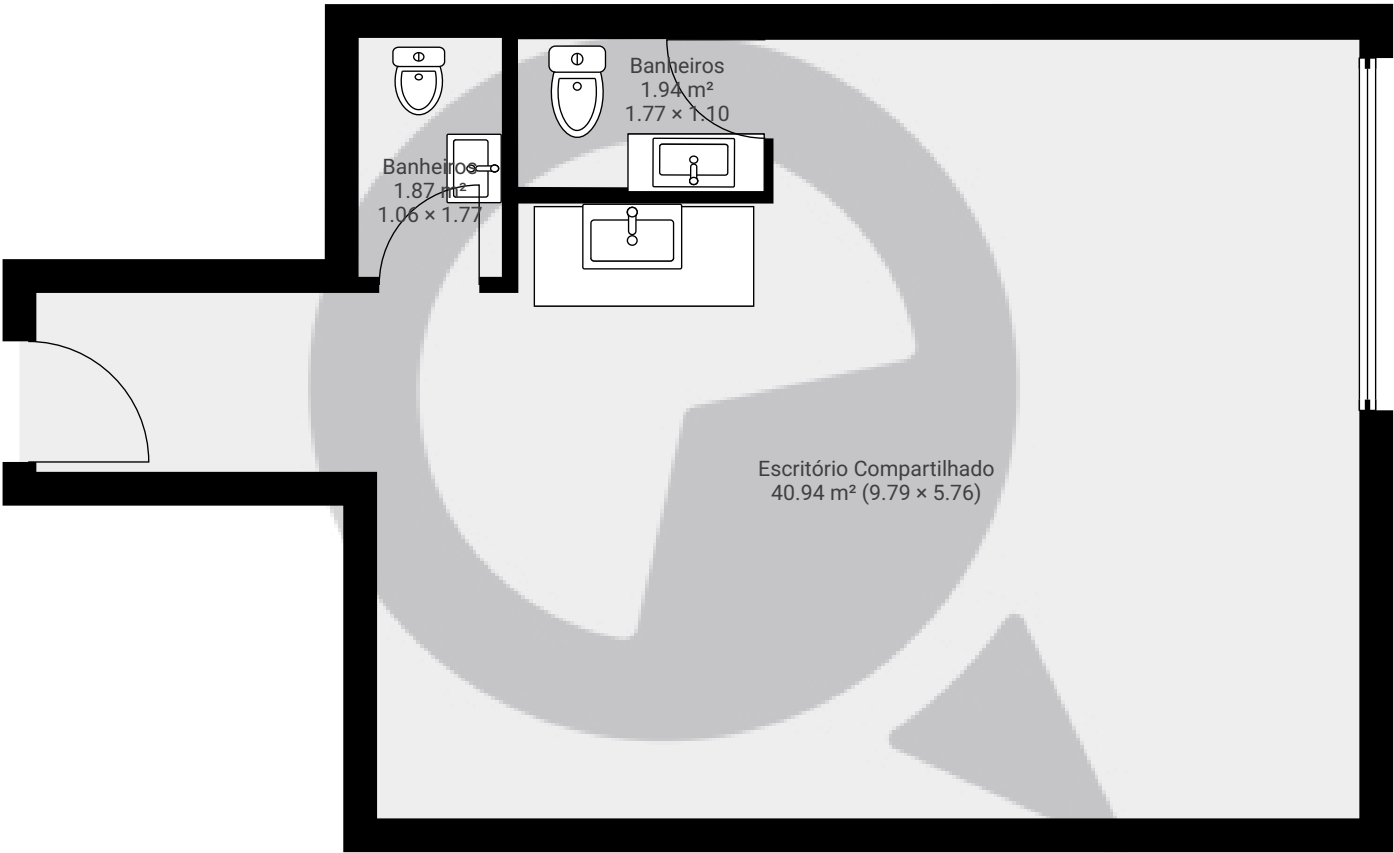 Banheiros
1.94 m²
1.77 × 1.10
Banheiros
1.87 m²
1.06 × 1.77
Escritório Compartilhado
40.94 m² (9.79 × 5.76)